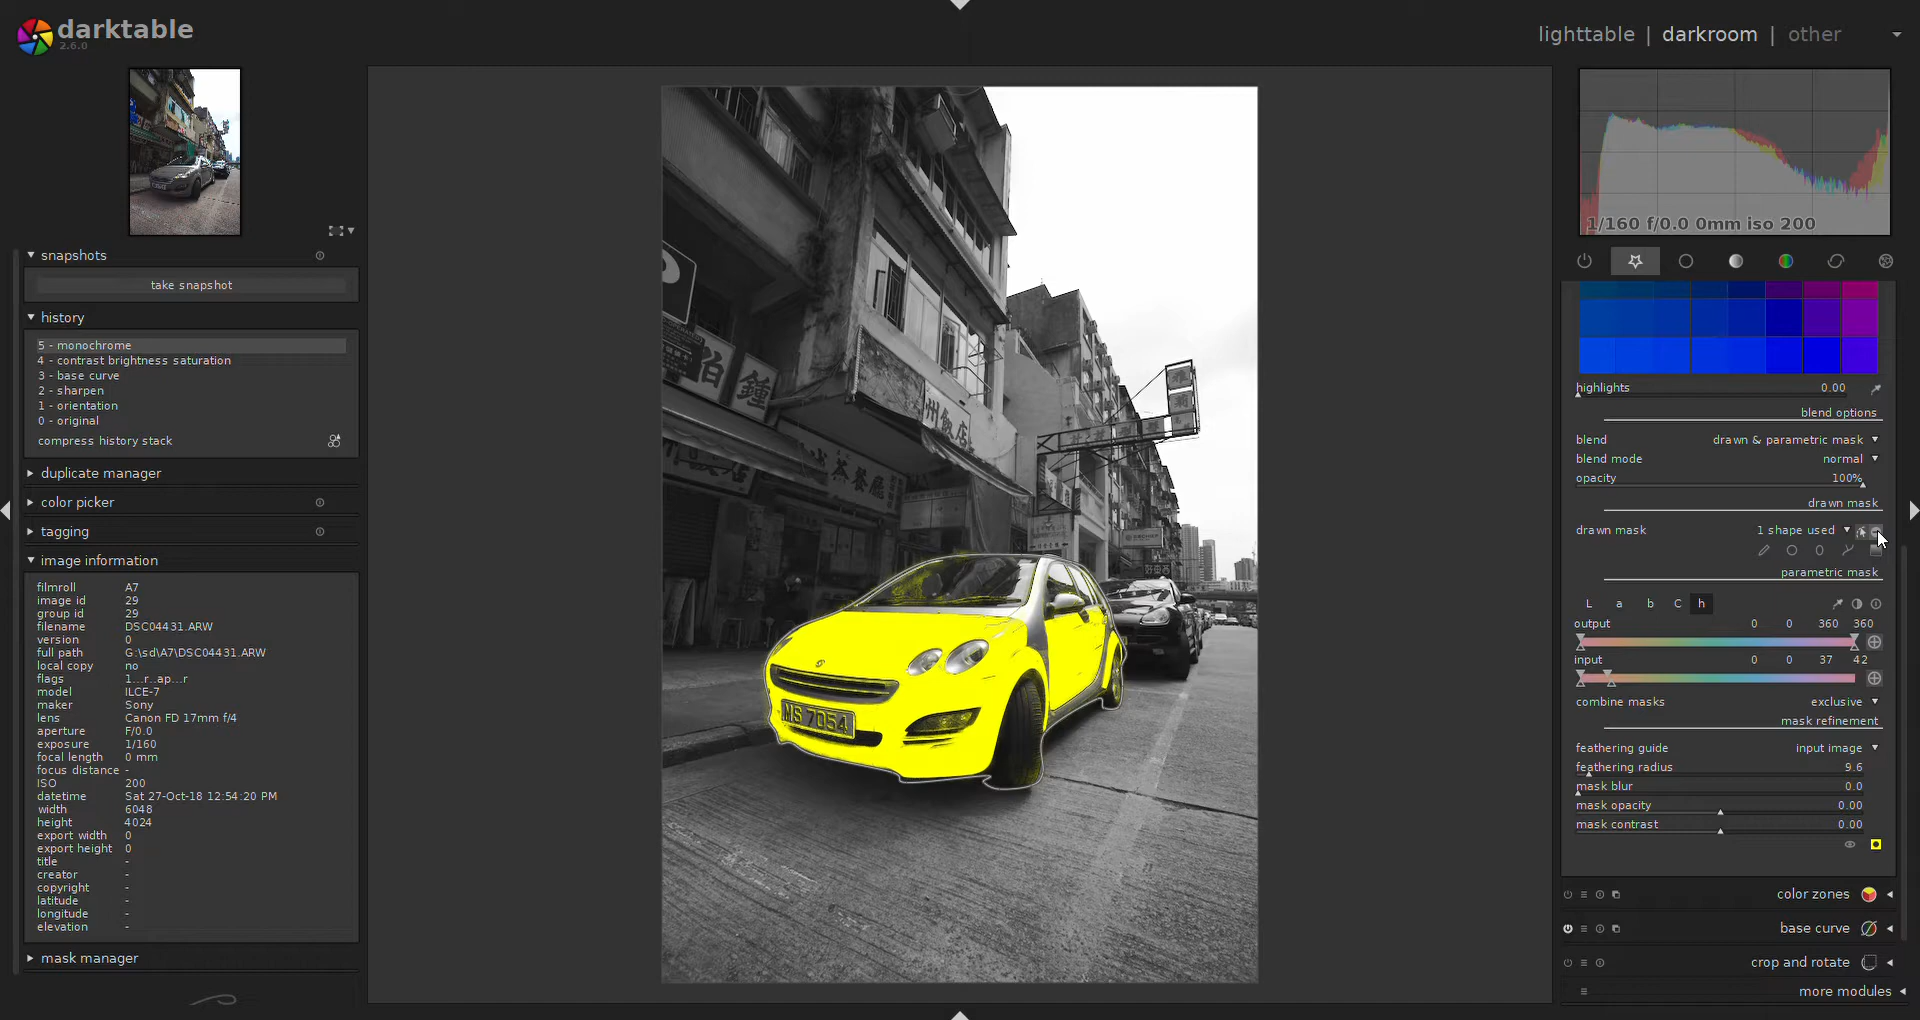 darktable
2.6.0
lighttable | darkroom | other
snapshots
take snapshot
history
5 - monochrome
4 - contrast brightness saturation
3 - base curve
2 - sharpen
1 - orientation
0 - original
compress history stack
duplicate manager
color picker
tagging
image information
filmroll A7
image id 29
group id 29
filename DSC04431.ARW
version 0
full path G:\sd\A7\DSC04431.ARW
local copy no
flags 1...r..ap...r
model ILCE-7
maker Sony
lens Canon FD 17mm f/4
aperture F/0.0
exposure 1/160
focal length 0 mm
focus distance -
ISO 200
datetime Sat 27-Oct-18 12:54:20 PM
width 6048
height 4024
export width 0
export height 0
title -
creator -
copyright -
latitude -
longitude -
elevation -
mask manager
鍾
州飯店
蒸餐廳
MS 7054
1/160 f/0.0 0mm iso 200
highlights 0.00
blend options
blend drawn & parametric mask
blend mode normal
opacity 100%
drawn mask
drawn mask 1 shape used
parametric mask
L a b C h
output 0 0 360 360
input 0 0 37 42
combine masks exclusive
mask refinement
feathering guide input image
feathering radius 9.6
mask blur 0.0
mask opacity 0.00
mask contrast 0.00
color zones
base curve
crop and rotate
more modules